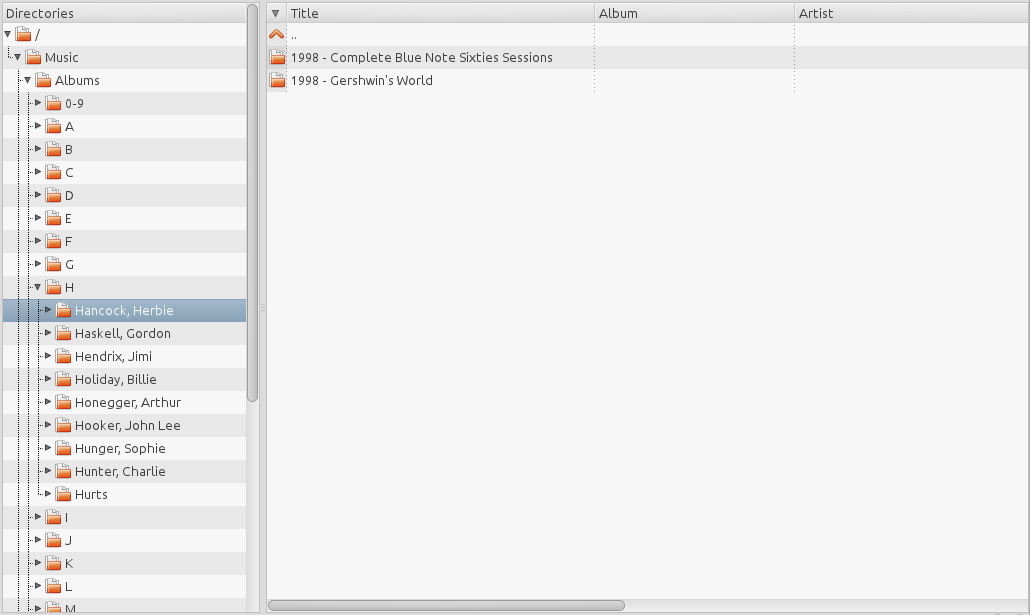 Directories
/
Music
Albums
0-9
A
B
C
D
E
F
G
H
Hancock, Herbie
Haskell, Gordon
Hendrix, Jimi
Holiday, Billie
Honegger, Arthur
Hooker, John Lee
Hunger, Sophie
Hunter, Charlie
Hurts
I
J
K
L
M
Title Album Artist
..
1998 - Complete Blue Note Sixties Sessions
1998 - Gershwin's World